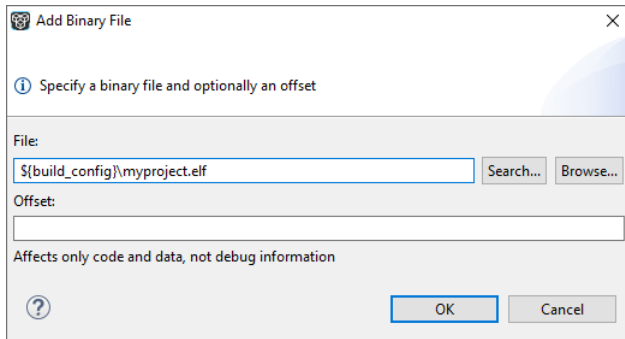 Add Binary File
Specify a binary file and optionally an offset
File:
${build_config}\myproject.elf
Search... Browse...
Offset:
Affects only code and data, not debug information
OK Cancel